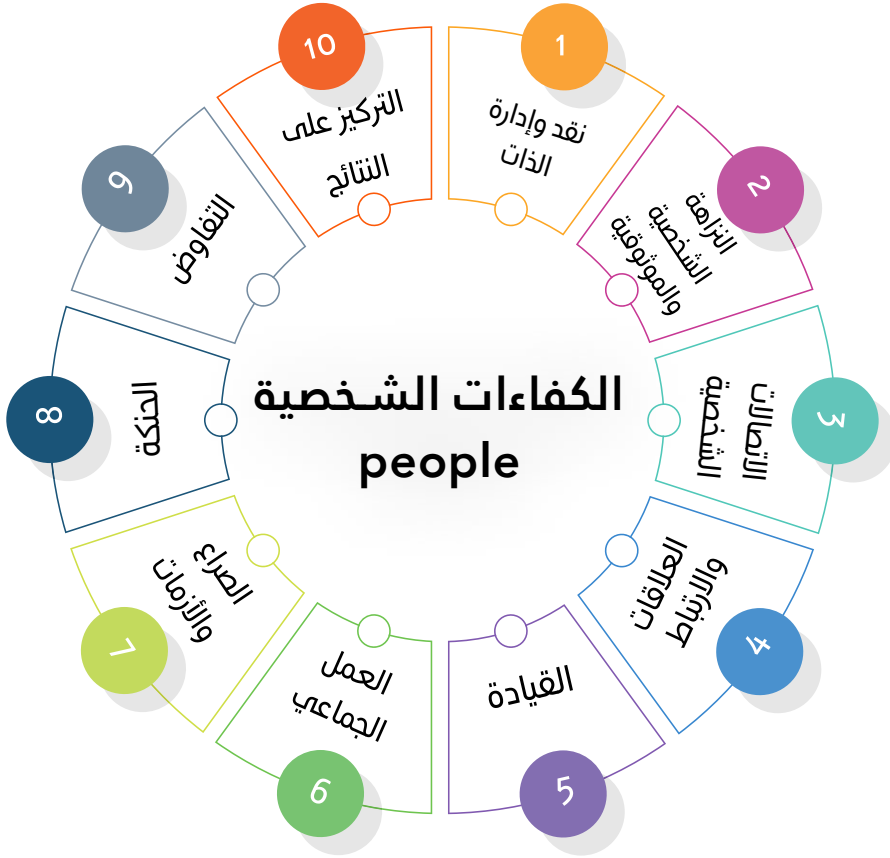 الكفاءات الشخصية
people
1
نقد وإدارة
الذات
2
النزاهة
الشخصية
والموثوقية
3
الاتصالات
الشخصية
4
العلاقات
والارتباط
5
القيادة
6
العمل
الجماعي
7
الصراع
والأزمات
8
الحنكة
9
التفاوض
10
التركيز على
النتائج